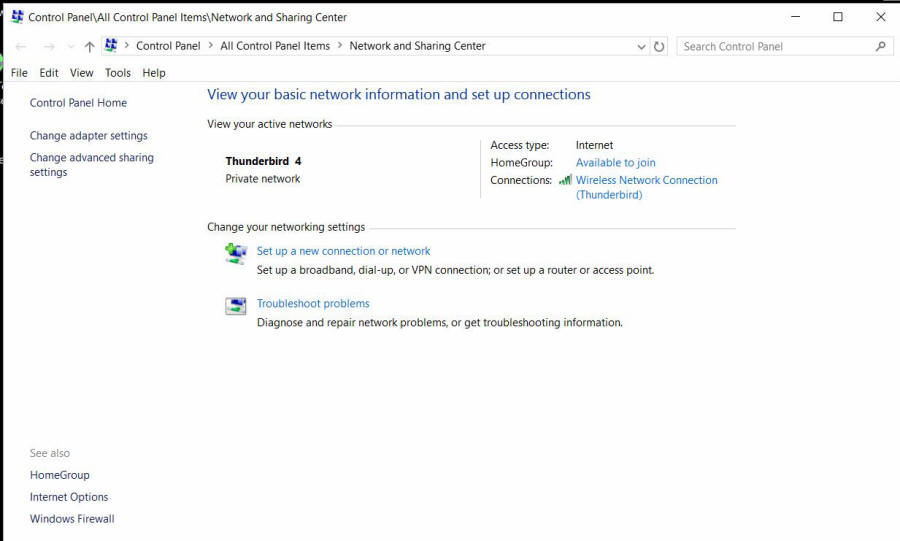 Control Panel\All Control Panel Items\Network and Sharing Center
Control Panel > All Control Panel Items > Network and Sharing Center
Search Control Panel
File Edit View Tools Help
Control Panel Home
Change adapter settings
Change advanced sharing
settings
View your basic network information and set up connections
View your active networks
Thunderbird 4
Private network
Access type: Internet
HomeGroup: Available to join
Connections: Wireless Network Connection
(Thunderbird)
Change your networking settings
Set up a new connection or network
Set up a broadband, dial-up, or VPN connection; or set up a router or access point.
Troubleshoot problems
Diagnose and repair network problems, or get troubleshooting information.
See also
HomeGroup
Internet Options
Windows Firewall